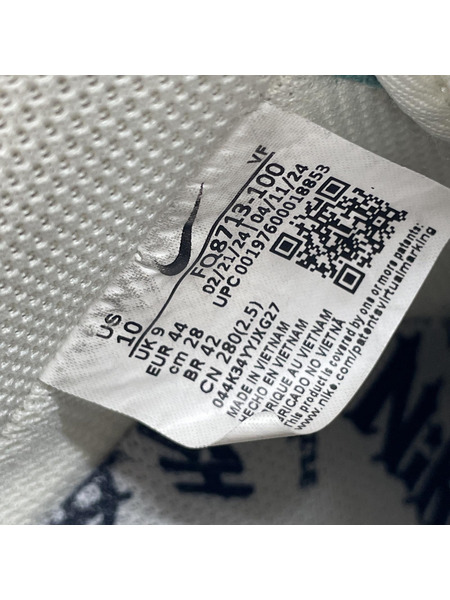 FQ8713-100 VF
02/21/24 | 04/11/24
UPC 00197600018853
US 10
UK 9
EUR 44
cm 28
BR 42
CN 280(2.5)
044K34YYJXG27
MADE IN VIETNAM
HECHO EN VIETNAM
FABRIQUE AU VIETNAM
FABRICADO NO VIETNAM
This product is covered by one or more patents:
www.nike.com/patentsvirtualmarking